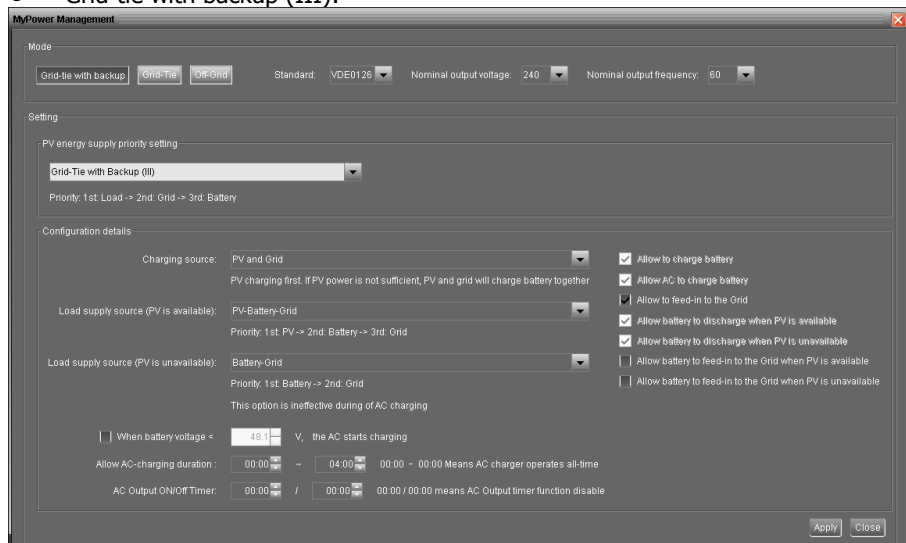 Grid-tie with backup (III):
MyPower Management
Mode
Grid-tie with backup Grid-Tie Off-Grid Standard: VDE0126 Nominal output voltage: 240 Nominal output frequency: 60
Setting
PV energy supply priority setting
Grid-Tie with Backup (III)
Priority: 1st: Load -> 2nd: Grid -> 3rd: Battery
Configuration details
Charging source: PV and Grid
PV charging first. If PV power is not sufficient, PV and grid will charge battery together
Load supply source (PV is available): PV-Battery-Grid
Priority: 1st: PV -> 2nd: Battery -> 3rd: Grid
Load supply source (PV is unavailable): Battery-Grid
Priority: 1st: Battery -> 2nd: Grid
This option is ineffective during of AC charging
When battery voltage < 48.1 V, the AC starts charging
Allow AC-charging duration : 00:00 ~ 04:00 00:00 ~ 00:00 Means AC charger operates all-time
AC Output ON/Off Timer: 00:00 / 00:00 00:00 / 00:00 means AC Output timer function disable
Allow to charge battery
Allow AC to charge battery
Allow to feed-in to the Grid
Allow battery to discharge when PV is available
Allow battery to discharge when PV is unavailable
Allow battery to feed-in to the Grid when PV is available
Allow battery to feed-in to the Grid when PV is unavailable
Apply Close